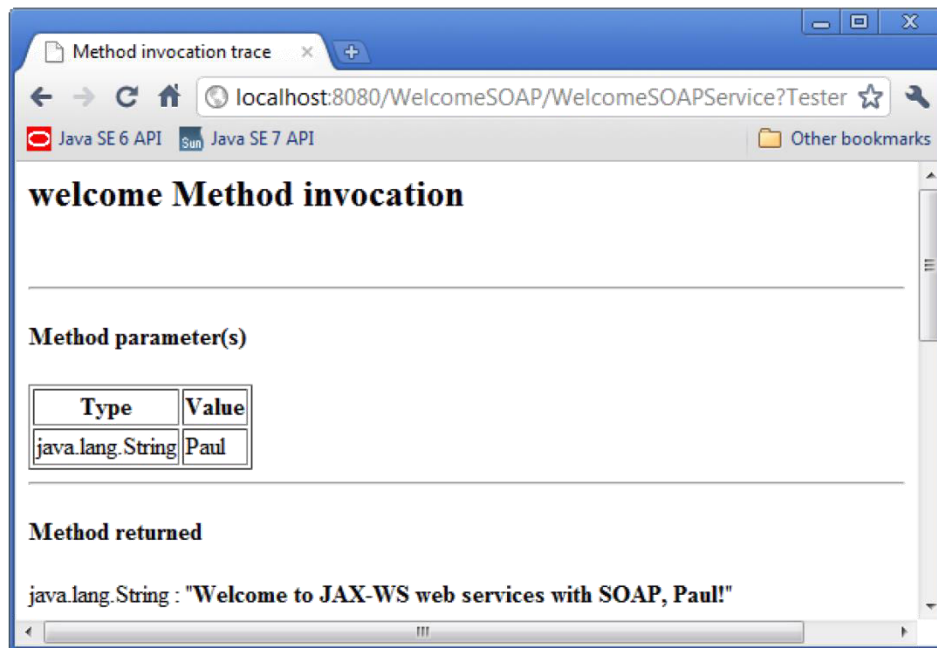 Method invocation trace
localhost:8080/WelcomeSOAP/WelcomeSOAPService?Tester
Java SE 6 API Sun Java SE 7 API Other bookmarks
welcome Method invocation
Method parameter(s)
Type Value
java.lang.String Paul
Method returned
java.lang.String : "Welcome to JAX-WS web services with SOAP, Paul!"